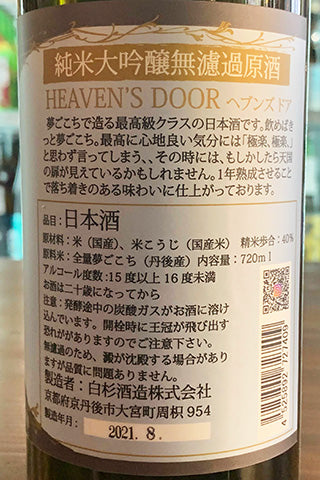 純米大吟醸無濾過原酒
HEAVEN'S DOOR ヘブンズ ドア
夢ごこちで造る最高級クラスの日本酒です。飲めばき
っと夢ごこち。最高に心地良い気分には「極楽、極楽、」
と思わず言ってしまう、、その時には、もしかしたら天国
の扉が見えているかもしれません。1年熟成させること
で落ち着きのある味わいに仕上がっております。
品目:日本酒
原材料:米(国産)、米こうじ(国産米) 精米歩合:40%
原料米:全量夢ごこち(丹後産)内容量:720ml
アルコール度数:15度以上16度未満
お酒は二十歳になってから
注意:発酵途中の炭酸ガスがお酒に溶け
込んでいます。開栓時に王冠が飛び出す
恐れががありますのでご注意下さい。
無濾過のため、澱が沈殿する場合があり
ますが品質に問題ありません。
製造者:白杉酒造株式会社
京都府京丹後市大宮町周枳954
製造年月: 2021.8.